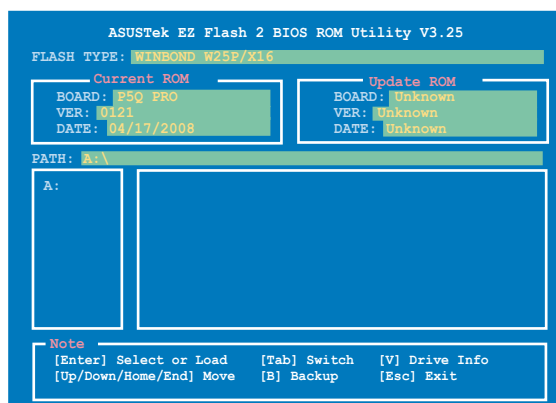 ASUSTek EZ Flash 2 BIOS ROM Utility V3.25
FLASH TYPE: WINBOND W25P/X16
Current ROM
BOARD: P5Q PRO
VER: 0121
DATE: 04/17/2008
Update ROM
BOARD: Unknown
VER: Unknown
DATE: Unknown
PATH: A:\
A:
Note
[Enter] Select or Load [Tab] Switch [V] Drive Info
[Up/Down/Home/End] Move [B] Backup [Esc] Exit